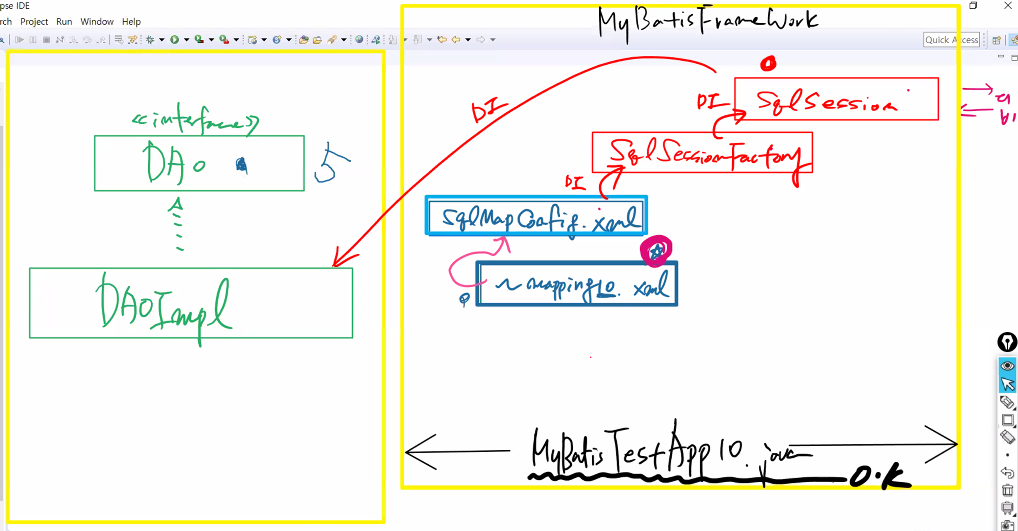 pse IDE
rch Project Run Window Help
Quick Access
MyBatisFrameWork
SqlSession
DI
SqlSessionFactory
DI
SqlMapConfig.xml
~mapping10.xml
DI
<<interface>>
DAO
5
DAOImpl
MyBatisTestApp10.java
O.K